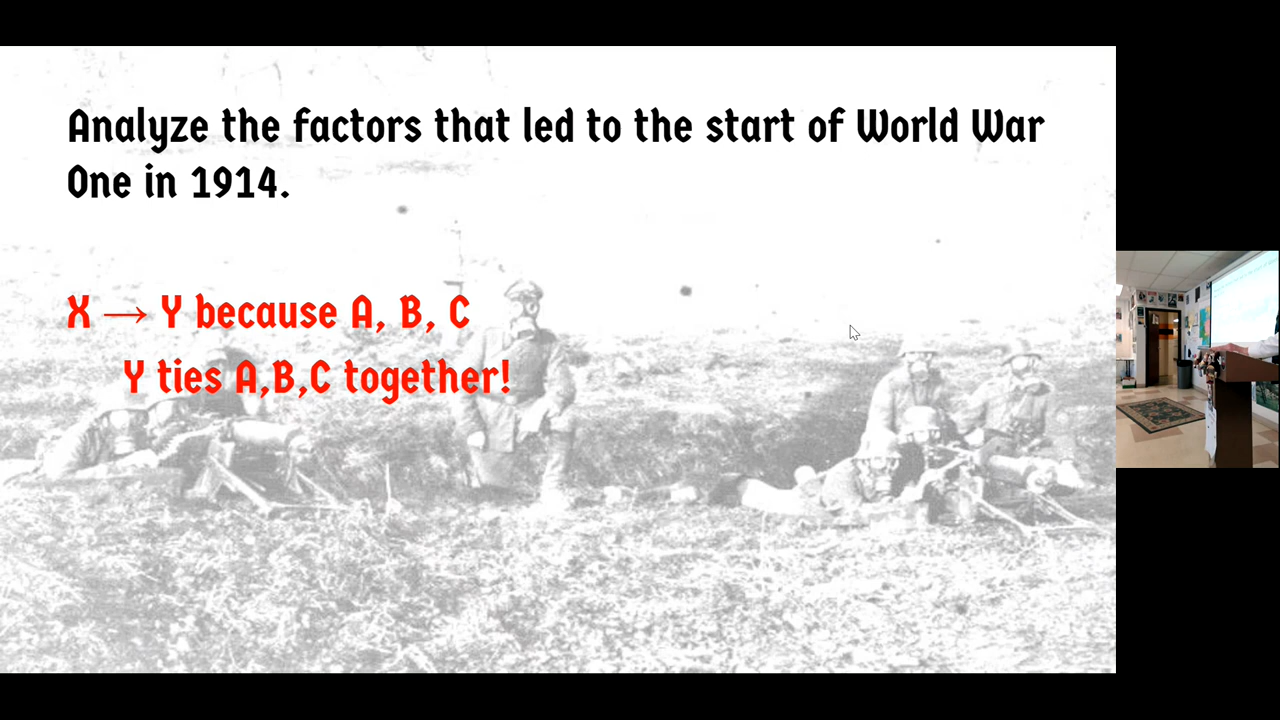 Analyze the factors that led to the start of World War
One in 1914.
X → Y because A, B, C
Y ties A,B,C together!